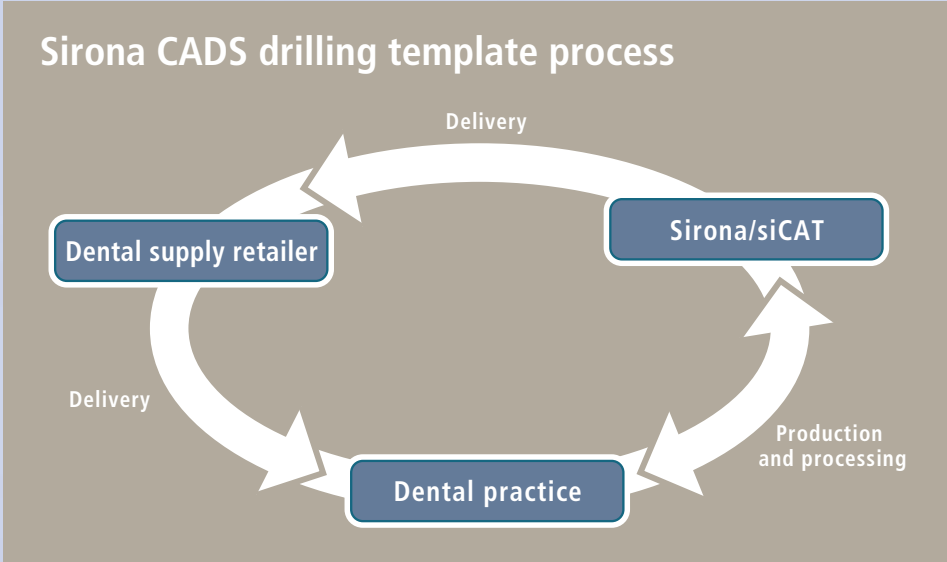 Sirona CADS drilling template process
Delivery
Sirona/siCAT
Dental supply retailer
Delivery
Production
and processing
Dental practice